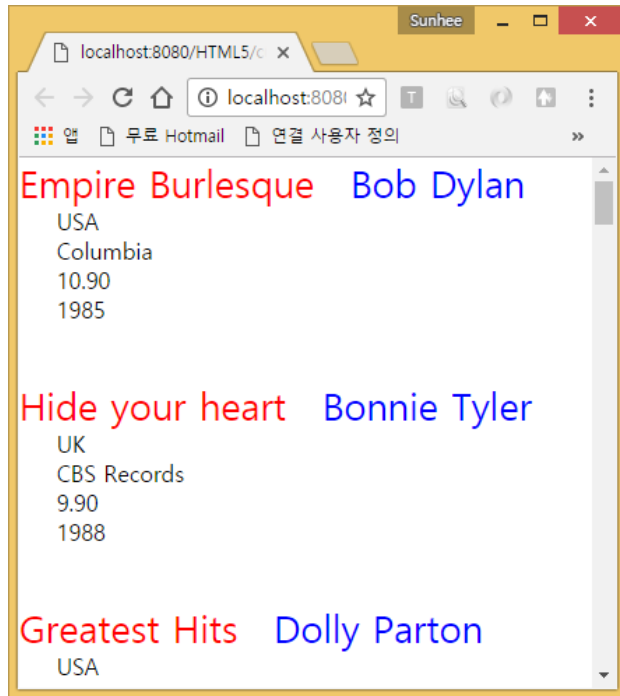 Sunhee
localhost:8080/HTML5/c
localhost:808
앱 무료 Hotmail 연결 사용자 정의 »
Empire Burlesque Bob Dylan
USA
Columbia
10.90
1985
Hide your heart Bonnie Tyler
UK
CBS Records
9.90
1988
Greatest Hits Dolly Parton
USA